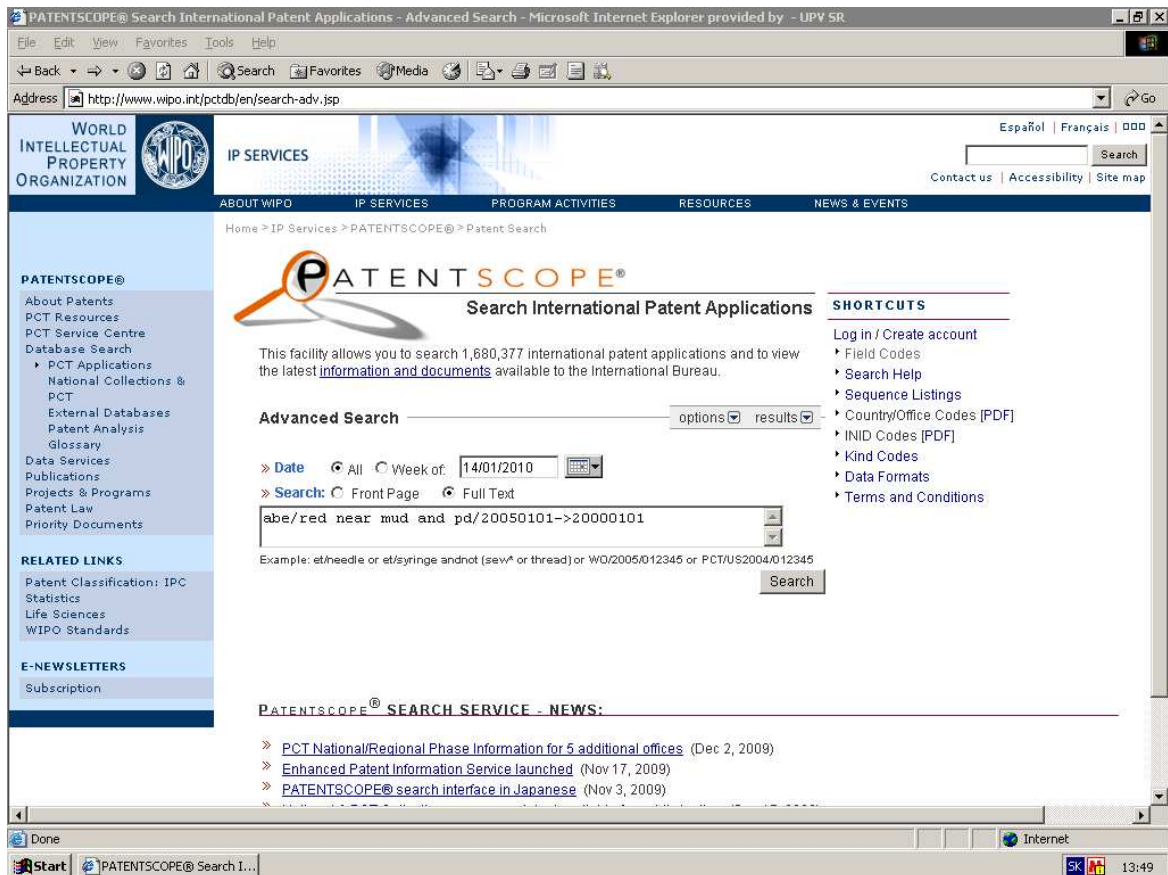 PATENTSCOPE® Search International Patent Applications - Advanced Search - Microsoft Internet Explorer provided by - UPV SR
File Edit View Favorites Tools Help
Back Search Favorites Media
Address http://www.wipo.int/pctdb/en/search-adv.jsp Go
WORLD
INTELLECTUAL
PROPERTY
ORGANIZATION
WIPO
IP SERVICES
Español | Français | □□□
Search
Contact us | Accessibility | Site map
ABOUT WIPO IP SERVICES PROGRAM ACTIVITIES RESOURCES NEWS & EVENTS
Home > IP Services > PATENTSCOPE® > Patent Search
PATENTSCOPE®
About Patents
PCT Resources
PCT Service Centre
Database Search
PCT Applications
National Collections &
PCT
External Databases
Patent Analysis
Glossary
Data Services
Publications
Projects & Programs
Patent Law
Priority Documents
RELATED LINKS
Patent Classification: IPC
Statistics
Life Sciences
WIPO Standards
E-NEWSLETTERS
Subscription
PATENTSCOPE®
Search International Patent Applications
This facility allows you to search 1,680,377 international patent applications and to view
the latest information and documents available to the International Bureau.
Advanced Search options results
» Date All Week of: 14/01/2010
» Search: Front Page Full Text
abe/red near mud and pd/20050101->20000101
Example: et/needle or et/syringe andnot (sew* or thread) or WO/2005/012345 or PCT/US2004/012345
Search
SHORTCUTS
Log in / Create account
Field Codes
Search Help
Sequence Listings
Country/Office Codes [PDF]
INID Codes [PDF]
Kind Codes
Data Formats
Terms and Conditions
PATENTSCOPE® SEARCH SERVICE - NEWS:
» PCT National/Regional Phase Information for 5 additional offices (Dec 2, 2009)
» Enhanced Patent Information Service launched (Nov 17, 2009)
» PATENTSCOPE® search interface in Japanese (Nov 3, 2009)
Done Internet
Start PATENTSCOPE® Search I... SK 13:49